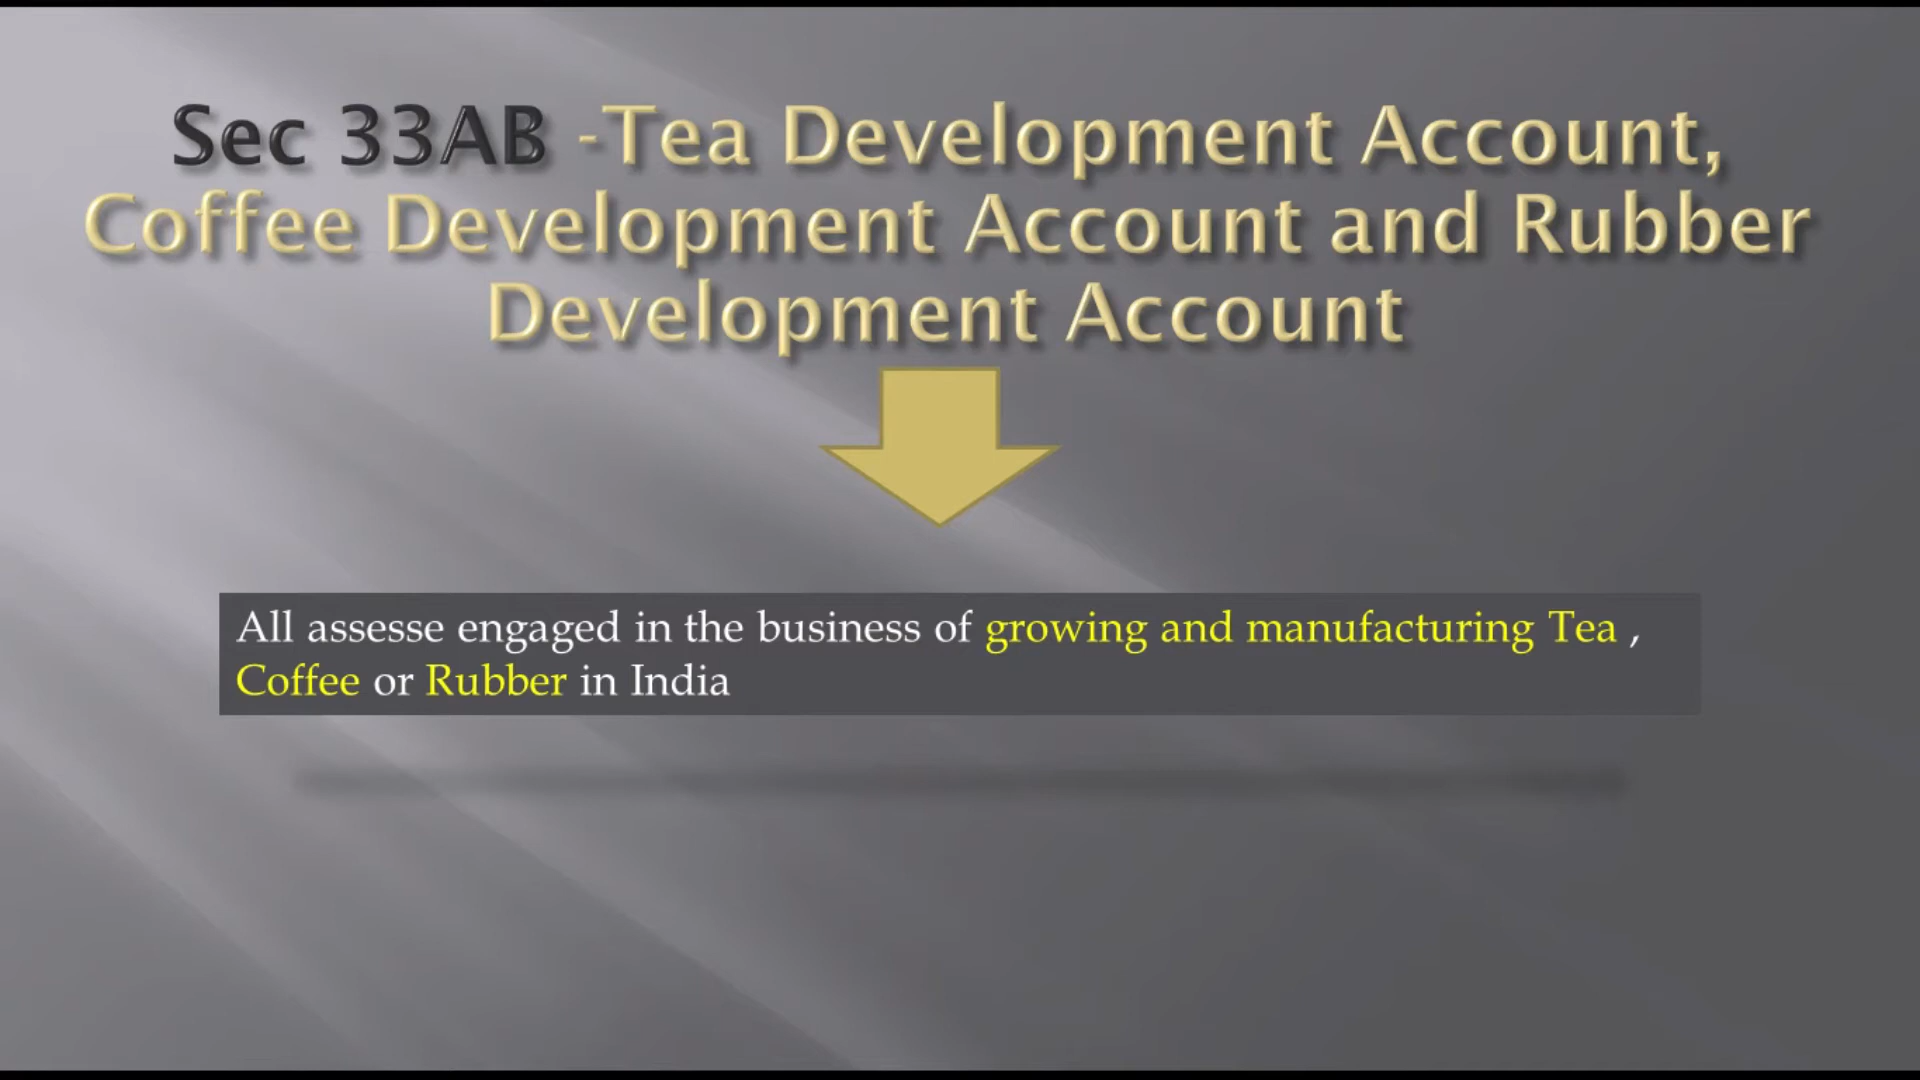 Sec 33AB -Tea Development Account,
Coffee Development Account and Rubber
Development Account
All assesse engaged in the business of growing and manufacturing Tea ,
Coffee or Rubber in India